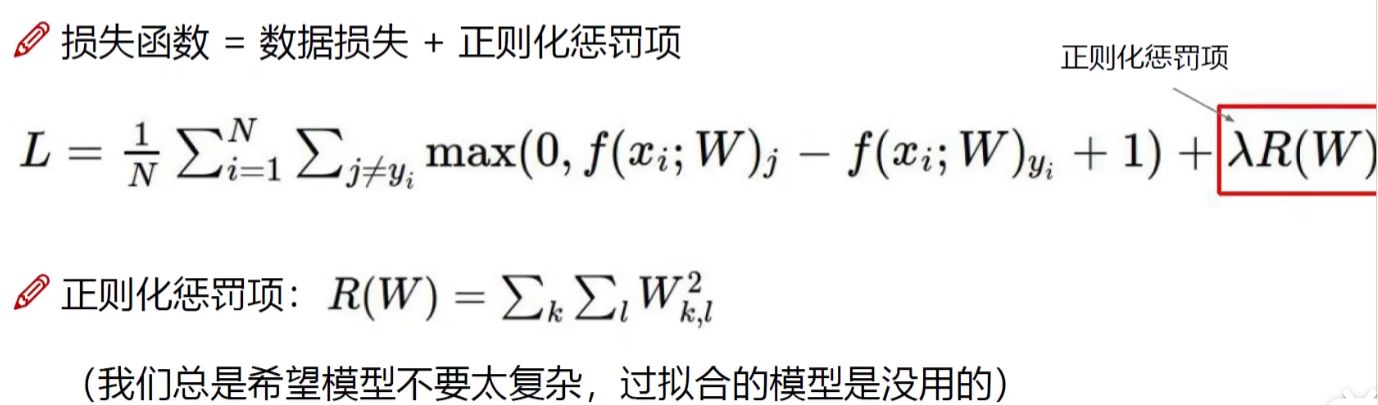 损失函数 = 数据损失 + 正则化惩罚项
正则化惩罚项
L = \frac{1}{N} \sum_{i=1}^{N} \sum_{j≠y_i} max(0, f(x_i; W)_j − f(x_i; W)_{y_i} + 1) + λR(W)
正则化惩罚项：R(W) = \sum_k \sum_l W_{k,l}^2
（我们总是希望模型不要太复杂，过拟合的模型是没用的）